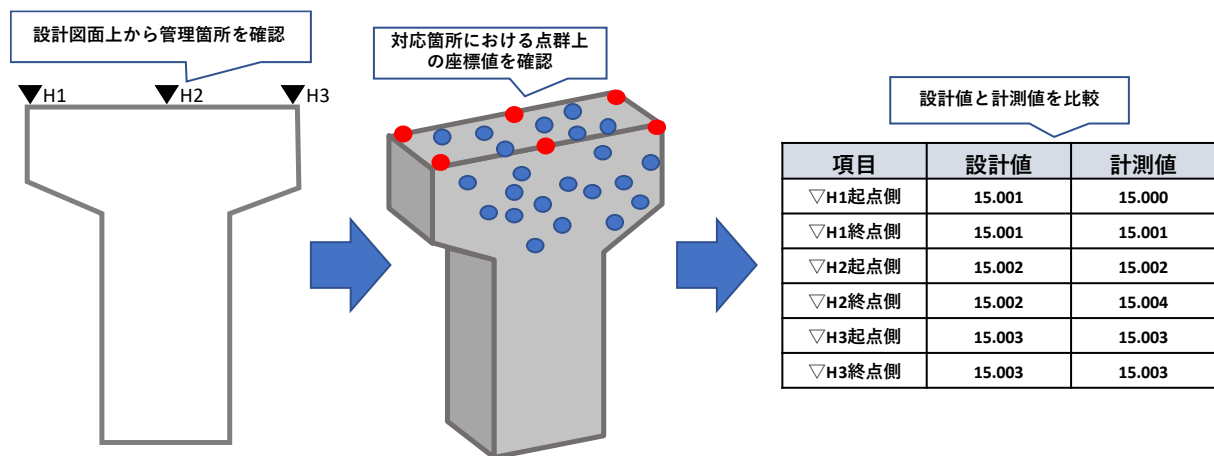 設計図面上から管理箇所を確認
H1
H2
H3
対応箇所における点群上
の座標値を確認
設計値と計測値を比較
項目 設計値 計測値
▽H1起点側 15.001 15.000
▽H1終点側 15.001 15.001
▽H2起点側 15.002 15.002
▽H2終点側 15.002 15.004
▽H3起点側 15.003 15.003
▽H3終点側 15.003 15.003